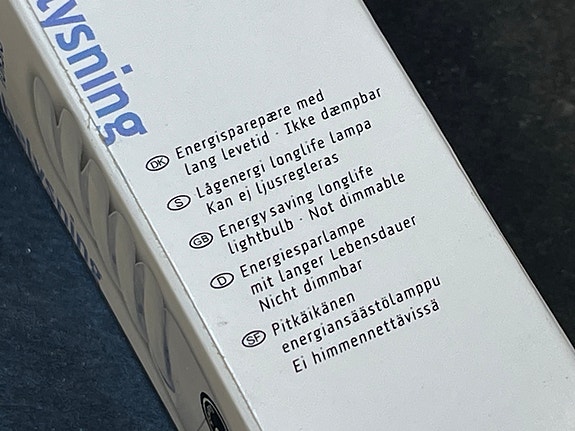 lysning
DK Energisparepære med
lang levetid · Ikke dæmpbar
S Lågenergi longlife lampa
Kan ej ljusregleras
GB Energy saving longlife
lightbulb · Not dimmable
D Energiesparlampe
mit langer Lebensdauer
Nicht dimmbar
SF Pitkäikänen
energiansäästölamppu
Ei himmennettävissä